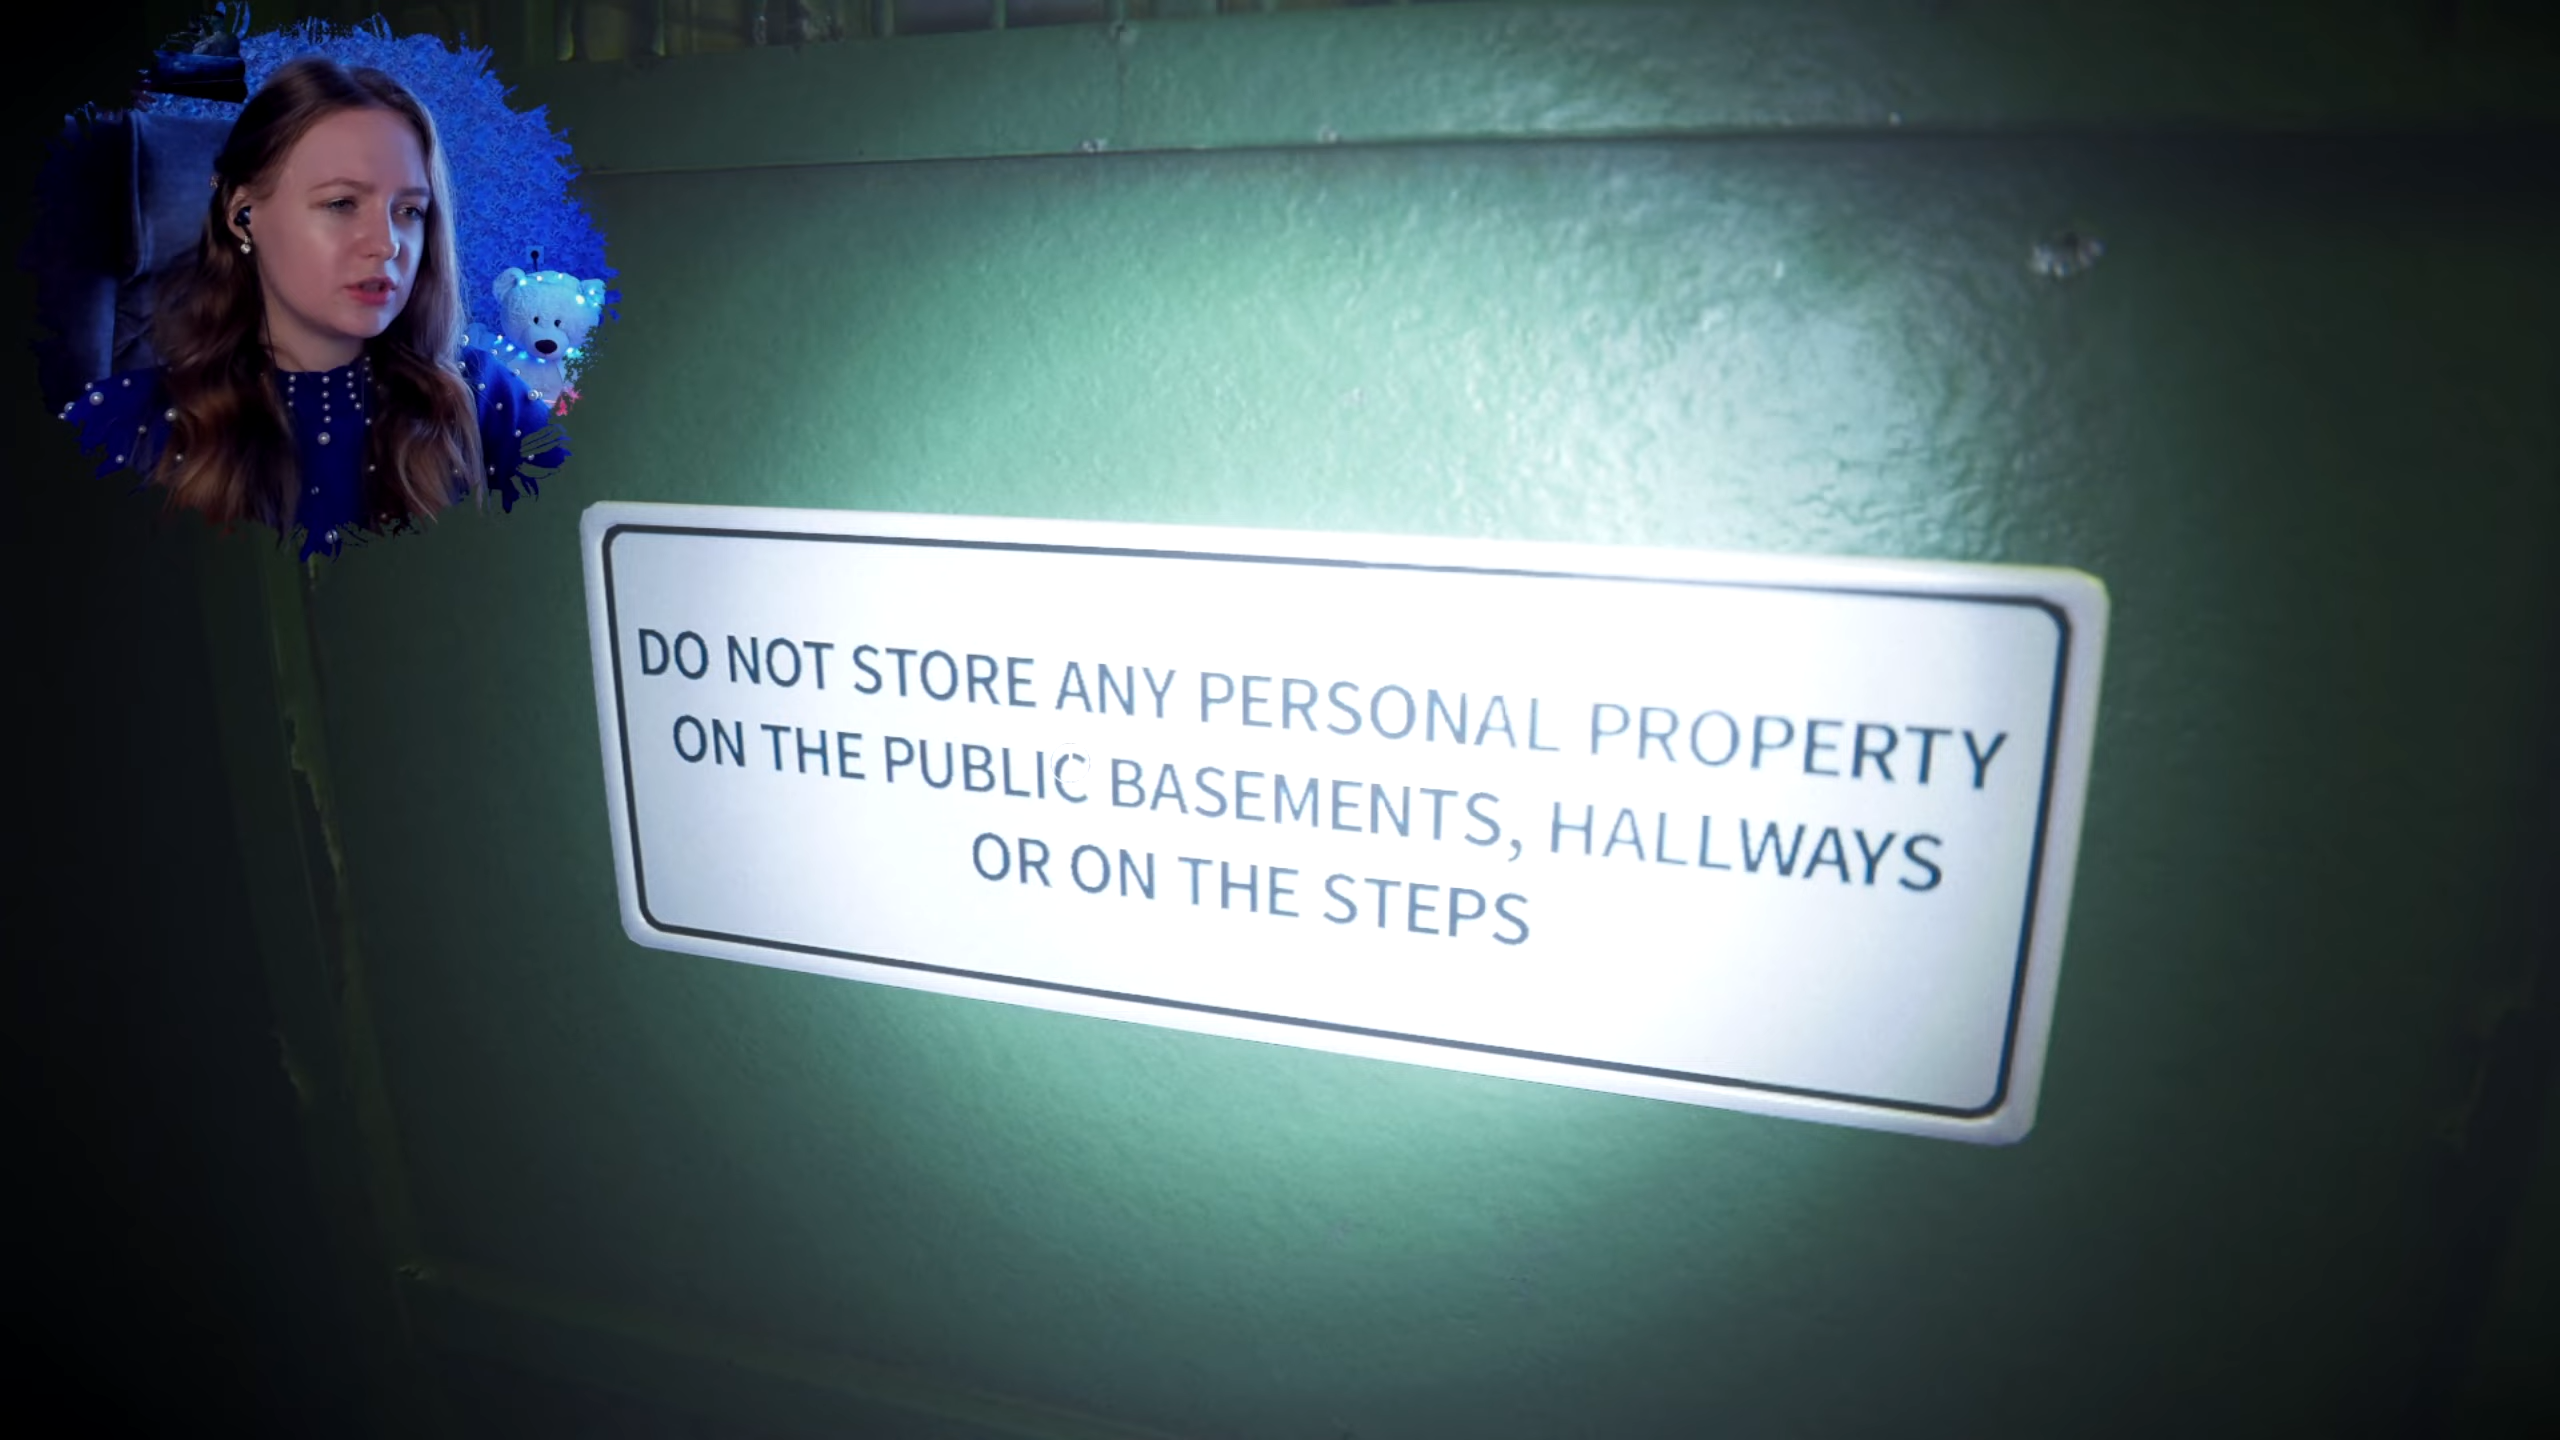 DO NOT STORE ANY PERSONAL PROPERTY
ON THE PUBLIC BASEMENTS, HALLWAYS
OR ON THE STEPS